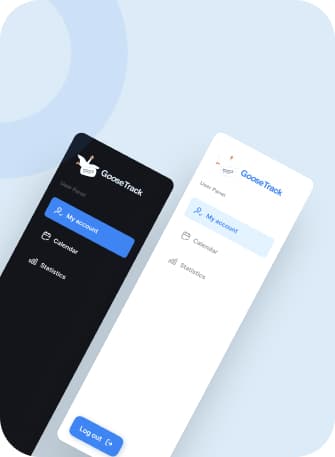 GooseTrack
User Panel
My account
Calendar
Statistics
GooseTrack
User Panel
My account
Calendar
Statistics
Log out